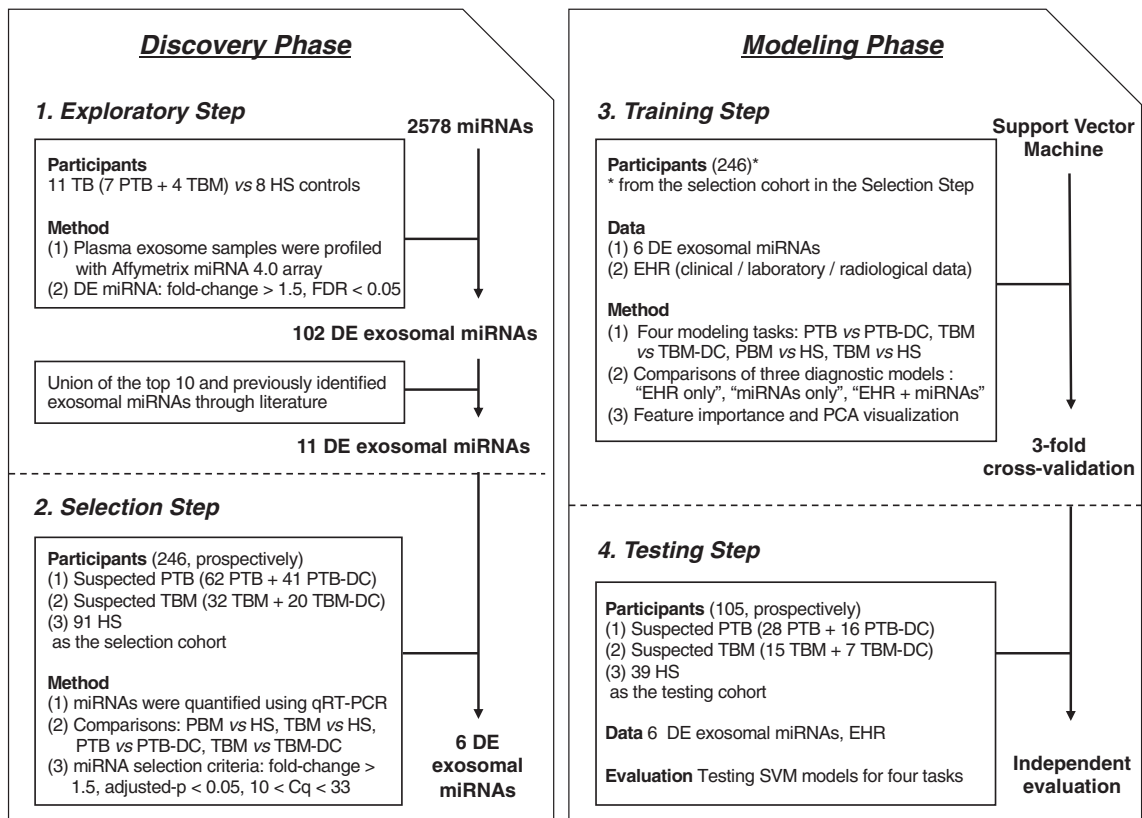 Discovery Phase
1. Exploratory Step
2578 miRNAs
Participants
11 TB (7 PTB + 4 TBM) vs 8 HS controls
Method
(1) Plasma exosome samples were profiled
with Affymetrix miRNA 4.0 array
(2) DE miRNA: fold-change > 1.5, FDR < 0.05
102 DE exosomal miRNAs
Union of the top 10 and previously identified
exosomal miRNAs through literature
11 DE exosomal miRNAs
2. Selection Step
Participants (246, prospectively)
(1) Suspected PTB (62 PTB + 41 PTB-DC)
(2) Suspected TBM (32 TBM + 20 TBM-DC)
(3) 91 HS
as the selection cohort
Method
(1) miRNAs were quantified using qRT-PCR
(2) Comparisons: PBM vs HS, TBM vs HS,
PTB vs PTB-DC, TBM vs TBM-DC
(3) miRNA selection criteria: fold-change >
1.5, adjusted-p < 0.05, 10 < Cq < 33
6 DE
exosomal
miRNAs
Modeling Phase
3. Training Step
Support Vector
Machine
Participants (246)*
* from the selection cohort in the Selection Step
Data
(1) 6 DE exosomal miRNAs
(2) EHR (clinical / laboratory / radiological data)
Method
(1) Four modeling tasks: PTB vs PTB-DC, TBM
vs TBM-DC, PBM vs HS, TBM vs HS
(2) Comparisons of three diagnostic models :
“EHR only”, “miRNAs only”, “EHR + miRNAs”
(3) Feature importance and PCA visualization
3-fold
cross-validation
4. Testing Step
Participants (105, prospectively)
(1) Suspected PTB (28 PTB + 16 PTB-DC)
(2) Suspected TBM (15 TBM + 7 TBM-DC)
(3) 39 HS
as the testing cohort
Data 6 DE exosomal miRNAs, EHR
Evaluation Testing SVM models for four tasks
Independent
evaluation